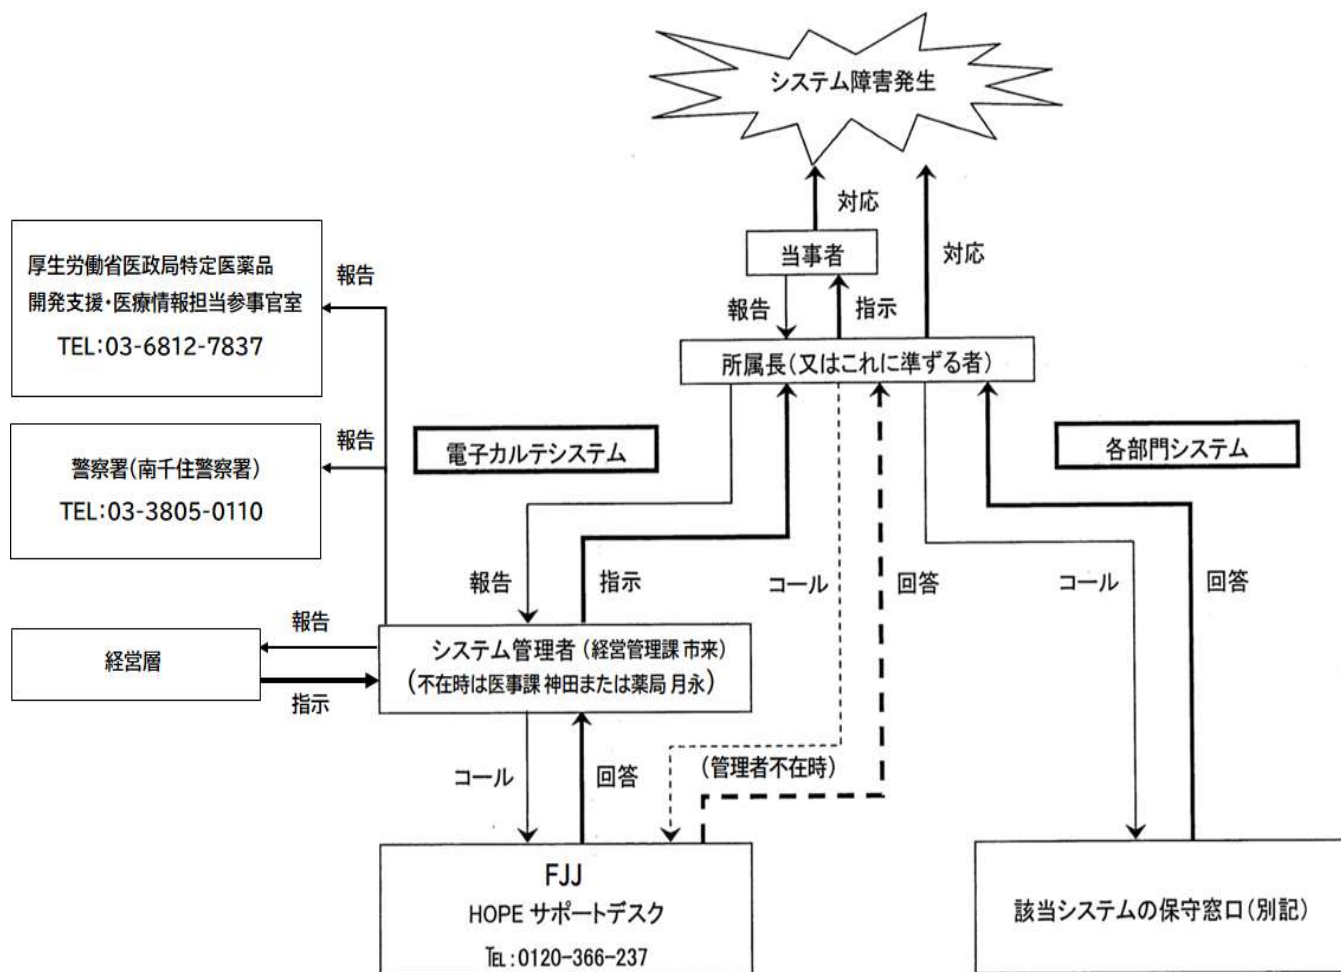 システム障害発生
対応
当事者
対応
報告
指示
所属長(又はこれに準ずる者)
厚生労働省医政局特定医薬品
開発支援・医療情報担当参事官室
TEL:03-6812-7837
報告
警察署(南千住警察署)
TEL:03-3805-0110
報告
電子カルテシステム
各部門システム
報告
指示
コール
回答
コール
回答
経営層
報告
指示
システム管理者(経営管理課 市来)
(不在時は医事課 神田または薬局 月永)
コール
回答
(管理者不在時)
FJJ
HOPE サポートデスク
℡:0120-366-237
該当システムの保守窓口(別記)